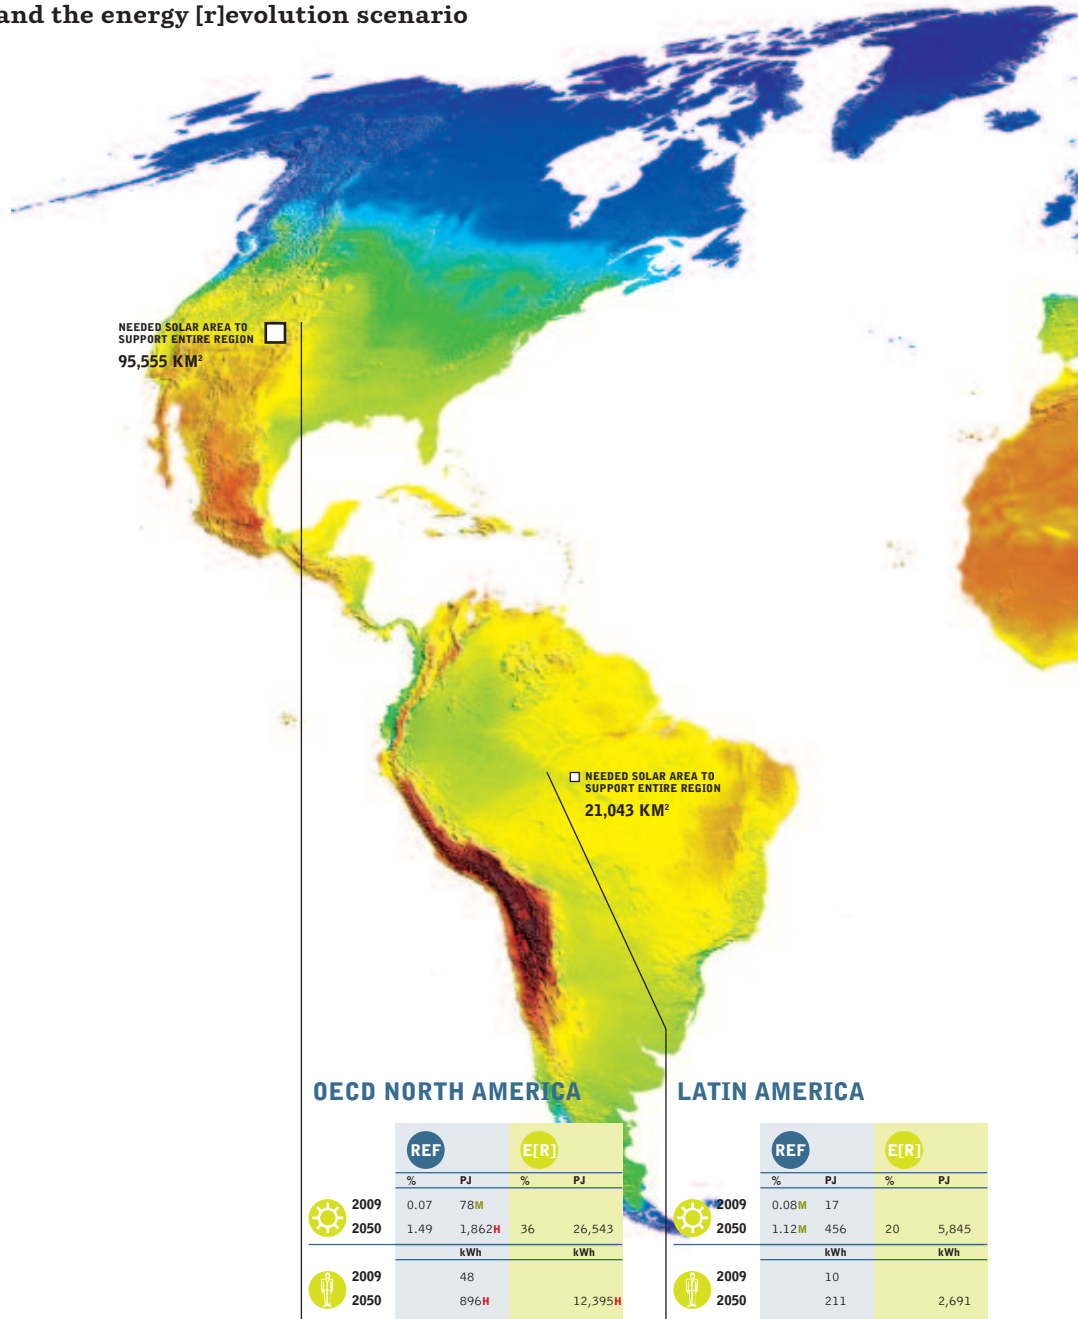 and the energy [r]evolution scenario
NEEDED SOLAR AREA TO
SUPPORT ENTIRE REGION
95,555 KM²
NEEDED SOLAR AREA TO
SUPPORT ENTIRE REGION
21,043 KM²
OECD NORTH AMERICA
REF E[R]
% PJ % PJ
2009 0.07 78M
2050 1.49 1,862H 36 26,543
kWh kWh
2009 48
2050 896H 12,395H
LATIN AMERICA
REF E[R]
% PJ % PJ
2009 0.08M 17
2050 1.12M 456 20 5,845
kWh kWh
2009 10
2050 211 2,691